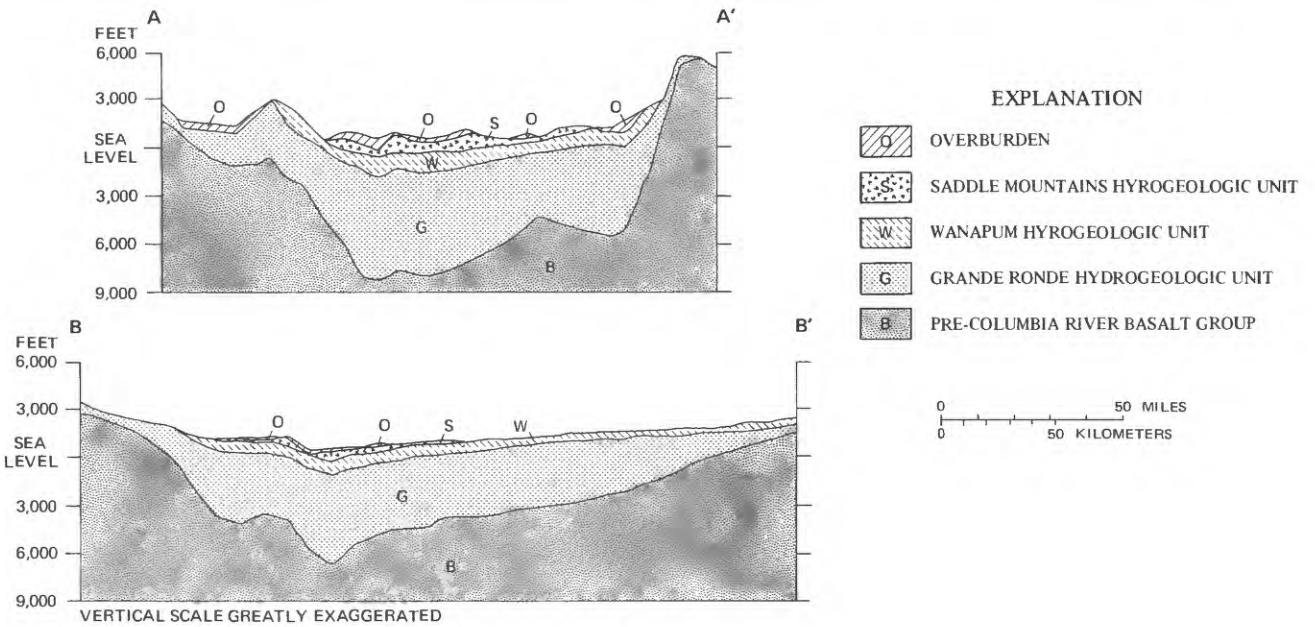 A A′
FEET
6,000
3,000
SEA
LEVEL
3,000
6,000
9,000
O O S O O
W
G
B
B B′
FEET
6,000
3,000
SEA
LEVEL
3,000
6,000
9,000
O O S W
G
B
VERTICAL SCALE GREATLY EXAGGERATED
EXPLANATION
O OVERBURDEN
S SADDLE MOUNTAINS HYROGEOLOGIC UNIT
W WANAPUM HYROGEOLOGIC UNIT
G GRANDE RONDE HYDROGEOLOGIC UNIT
B PRE-COLUMBIA RIVER BASALT GROUP
0 50 MILES
0 50 KILOMETERS